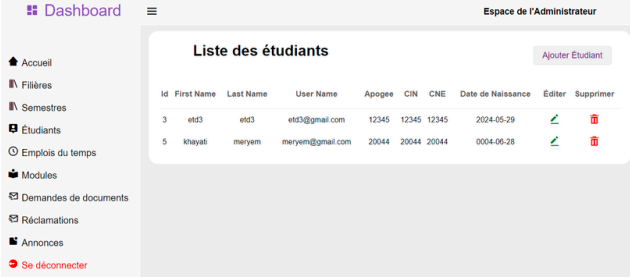 Dashboard
Espace de l'Administrateur
Accueil
Filières
Semestres
Étudiants
Emplois du temps
Modules
Demandes de documents
Réclamations
Annonces
Se déconnecter
Liste des étudiants
Ajouter Étudiant
Id First Name Last Name User Name Apogee CIN CNE Date de Naissance Éditer Supprimer
3 etd3 etd3 etd3@gmail.com 12345 12345 12345 2024-05-29
5 khayati meryem meryem@gmail.com 20044 20044 20044 0004-06-28